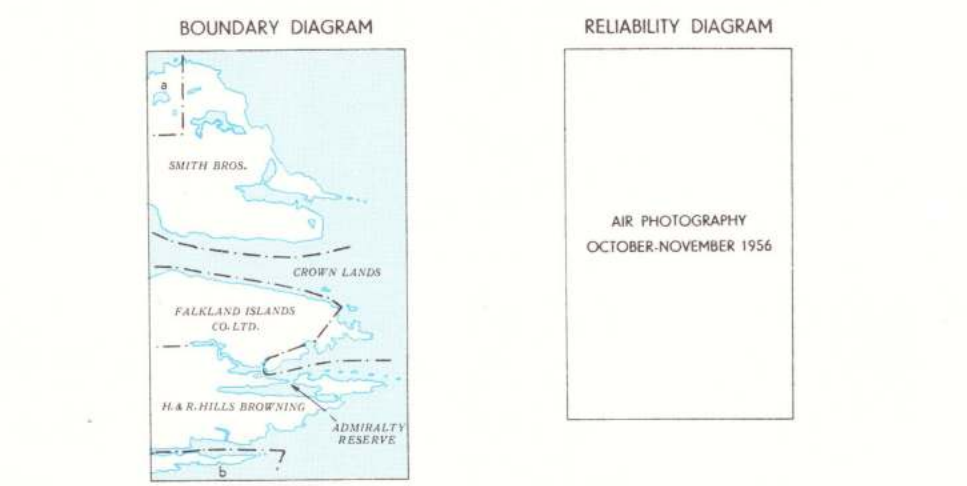 BOUNDARY DIAGRAM
a
SMITH BROS.
CROWN LANDS
FALKLAND ISLANDS
CO. LTD.
H. & R. HILLS BROWNING
ADMIRALTY
RESERVE
b
RELIABILITY DIAGRAM
AIR PHOTOGRAPHY
OCTOBER-NOVEMBER 1956